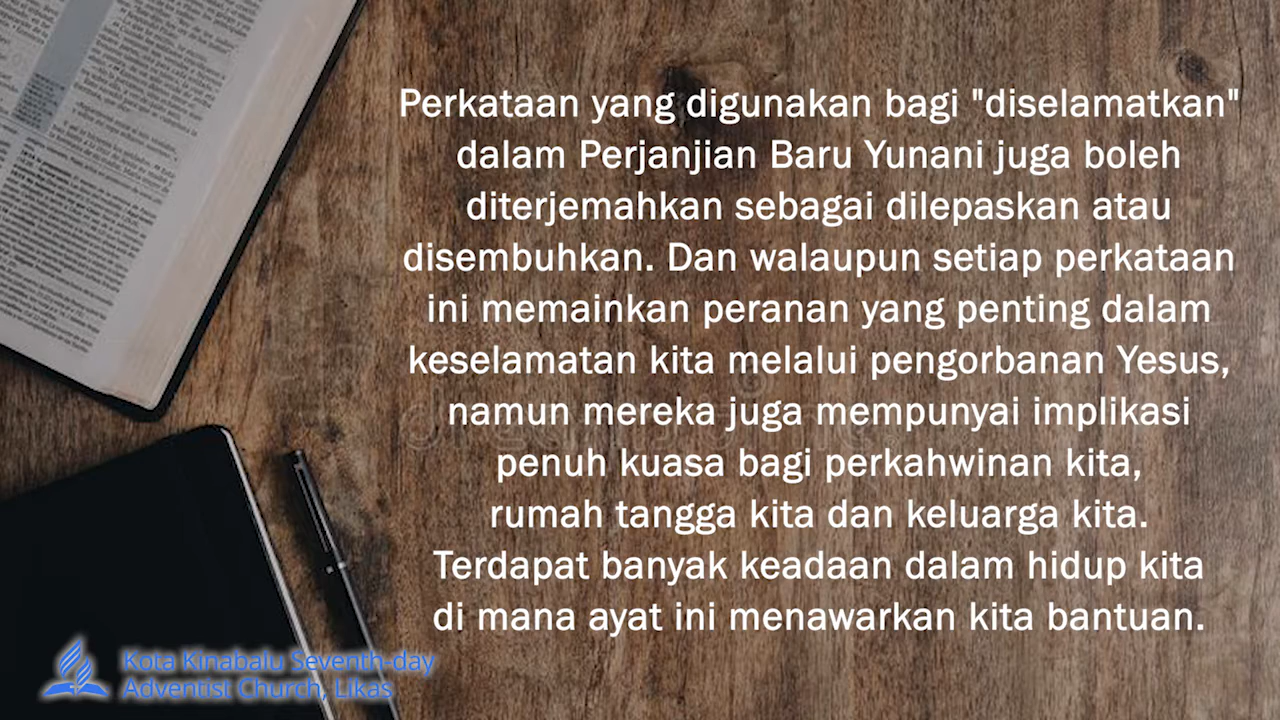 Perkataan yang digunakan bagi "diselamatkan"
dalam Perjanjian Baru Yunani juga boleh
diterjemahkan sebagai dilepaskan atau
disembuhkan. Dan walaupun setiap perkataan
ini memainkan peranan yang penting dalam
keselamatan kita melalui pengorbanan Yesus,
namun mereka juga mempunyai implikasi
penuh kuasa bagi perkahwinan kita,
rumah tangga kita dan keluarga kita.
Terdapat banyak keadaan dalam hidup kita
di mana ayat ini menawarkan kita bantuan.
Kota Kinabalu Seventh-day
Adventist Church, Likas